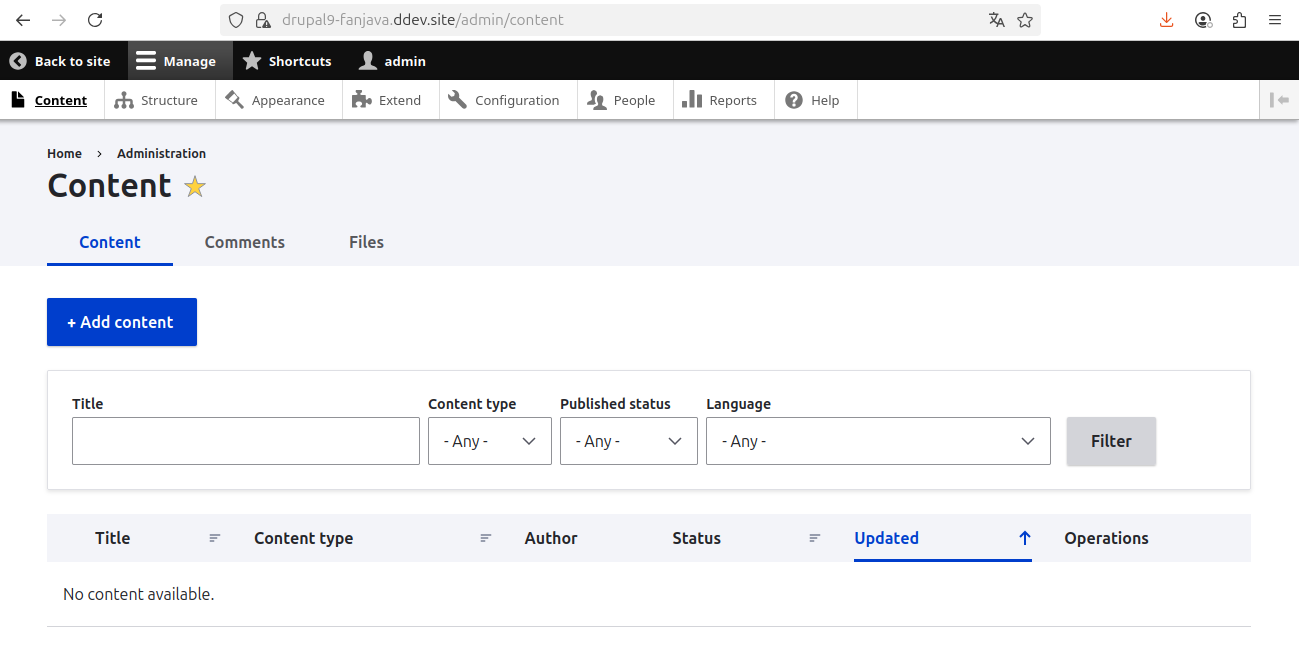 drupal9-fanjava.ddev.site/admin/content
Back to site Manage Shortcuts admin
Content Structure Appearance Extend Configuration People Reports Help
Home › Administration
Content
Content Comments Files
+ Add content
Title Content type Published status Language
- Any - - Any - - Any - Filter
Title Content type Author Status Updated Operations
No content available.